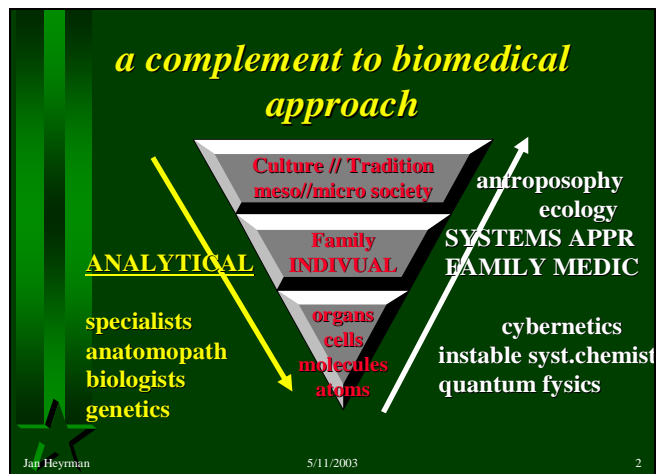 a complement to biomedical
approach
Culture // Tradition
meso//micro society
Family
INDIVUAL
organs
cells
molecules
atoms
ANALYTICAL
specialists
anatomopath
biologists
genetics
antroposophy
ecology
SYSTEMS APPR
FAMILY MEDIC
cybernetics
instable syst.chemist
quantum fysics
Jan Heyrman
5/11/2003
2